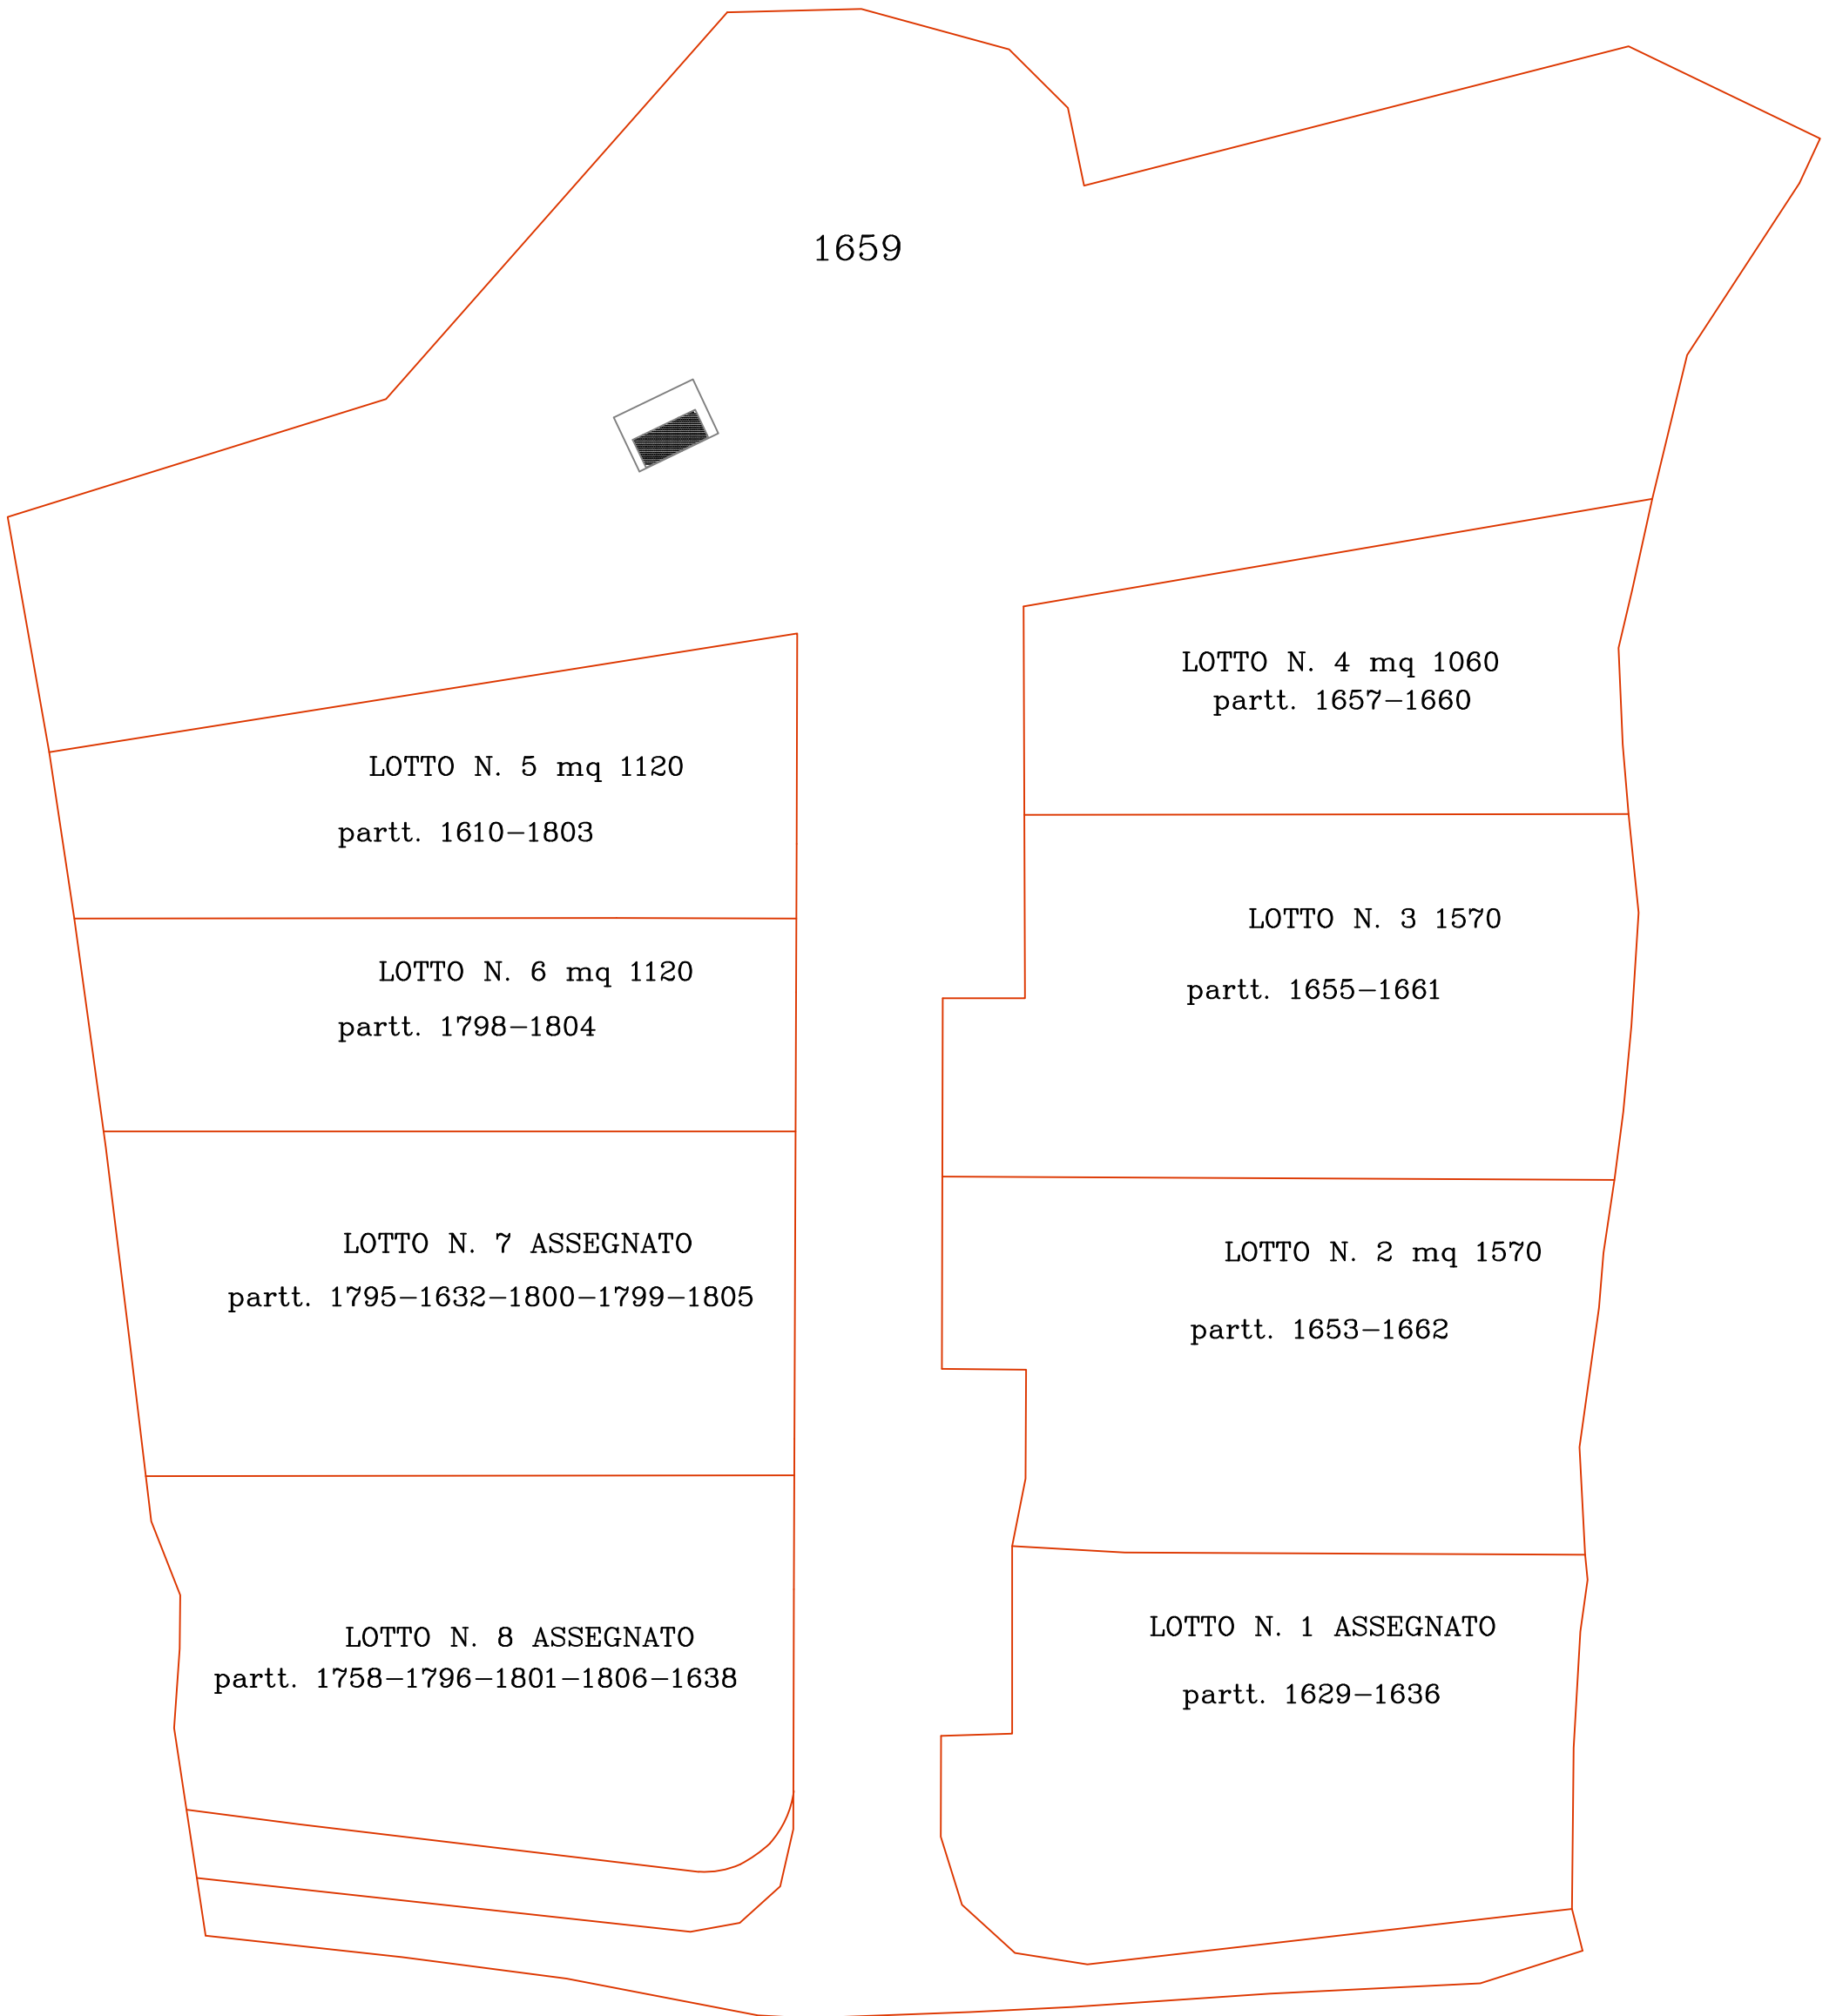 1659
LOTTO N. 4 mq 1060
partt. 1657-1660
LOTTO N. 5 mq 1120
partt. 1610-1803
LOTTO N. 3 1570
partt. 1655-1661
LOTTO N. 6 mq 1120
partt. 1798-1804
LOTTO N. 7 ASSEGNATO
partt. 1795-1632-1800-1799-1805
LOTTO N. 2 mq 1570
partt. 1653-1662
LOTTO N. 8 ASSEGNATO
partt. 1758-1796-1801-1806-1638
LOTTO N. 1 ASSEGNATO
partt. 1629-1636